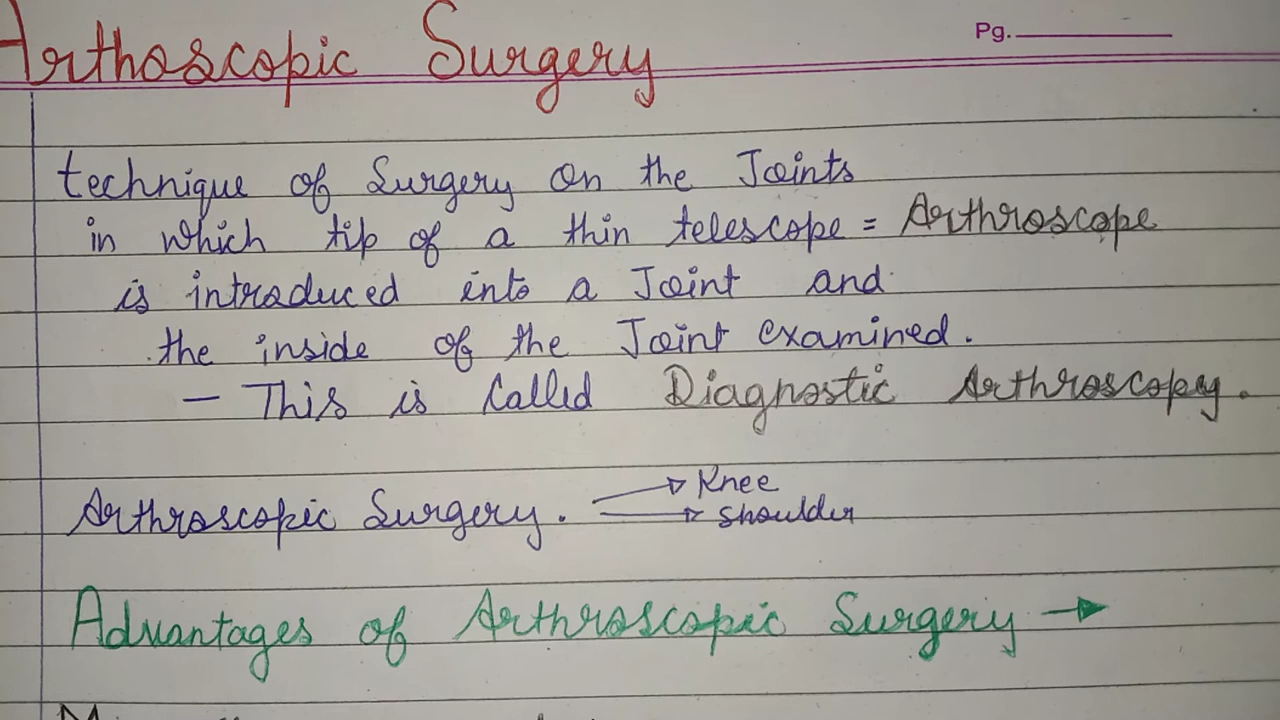 Arthoscopic Surgery
Pg.
technique of Surgery on the Joints
in which tip of a thin telescope = Arthroscope
is introduced into a Joint and
the inside of the Joint examined.
- This is Called Diagnostic Arthroscopy.
Arthroscopic Surgery. → Knee
→ Shoulder
Advantages of Arthroscopic Surgery →